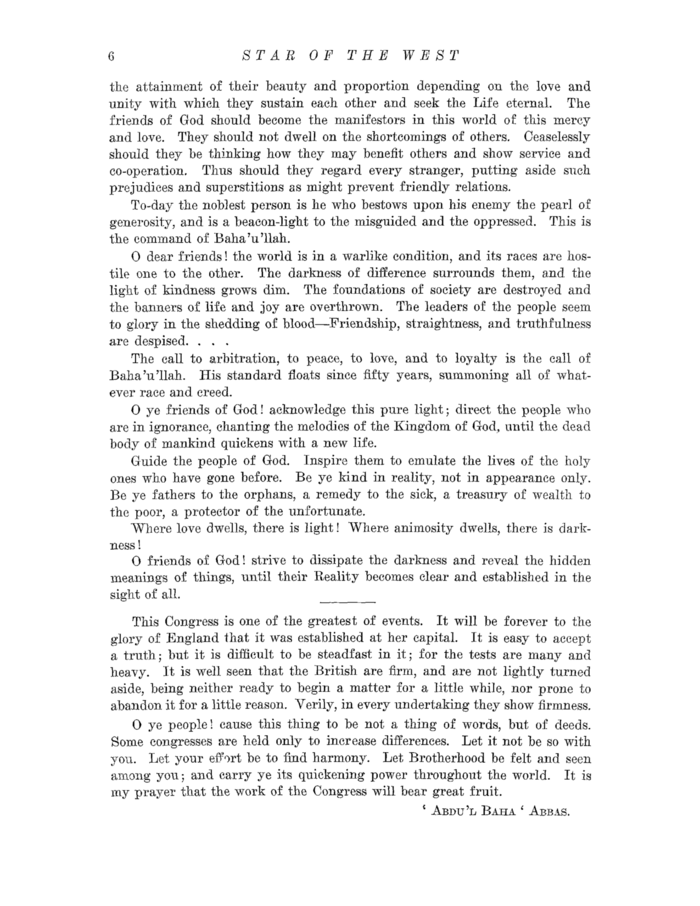 6 STAR OF THE WEST
the attainment of their beauty and proportion depending on the love and
unity with which they sustain each other and seek the Life eternal. The
friends of God should become the manifestors in this world of this mercy
and love. They should not dwell on the shortcomings of others. Ceaselessly
should they be thinking how they may benefit others and show service and
co-operation. Thus should they regard every stranger, putting aside such
prejudices and superstitions as might prevent friendly relations.
To-day the noblest person is he who bestows upon his enemy the pearl of
generosity, and is a beacon-light to the misguided and the oppressed. This is
the command of Baha'u'llah.
O dear friends! the world is in a warlike condition, and its races are hos-
tile one to the other. The darkness of difference surrounds them, and the
light of kindness grows dim. The foundations of society are destroyed and
the banners of life and joy are overthrown. The leaders of the people seem
to glory in the shedding of blood—Friendship, straightness, and truthfulness
are despised. . . .
The call to arbitration, to peace, to love, and to loyalty is the call of
Baha'u'llah. His standard floats since fifty years, summoning all of what-
ever race and creed.
O ye friends of God! acknowledge this pure light; direct the people who
are in ignorance, chanting the melodies of the Kingdom of God, until the dead
body of mankind quickens with a new life.
Guide the people of God. Inspire them to emulate the lives of the holy
ones who have gone before. Be ye kind in reality, not in appearance only.
Be ye fathers to the orphans, a remedy to the sick, a treasury of wealth to
the poor, a protector of the unfortunate.
Where love dwells, there is light! Where animosity dwells, there is dark-
ness!
O friends of God! strive to dissipate the darkness and reveal the hidden
meanings of things, until their Reality becomes clear and established in the
sight of all.
This Congress is one of the greatest of events. It will be forever to the
glory of England that it was established at her capital. It is easy to accept
a truth; but it is difficult to be steadfast in it; for the tests are many and
heavy. It is well seen that the British are firm, and are not lightly turned
aside, being neither ready to begin a matter for a little while, nor prone to
abandon it for a little reason. Verily, in every undertaking they show firmness.
O ye people! cause this thing to be not a thing of words, but of deeds.
Some congresses are held only to increase differences. Let it not be so with
you. Let your effort be to find harmony. Let Brotherhood be felt and seen
among you; and carry ye its quickening power throughout the world. It is
my prayer that the work of the Congress will bear great fruit.
‘ ABDU'L BAHA ‘ ABBAS.